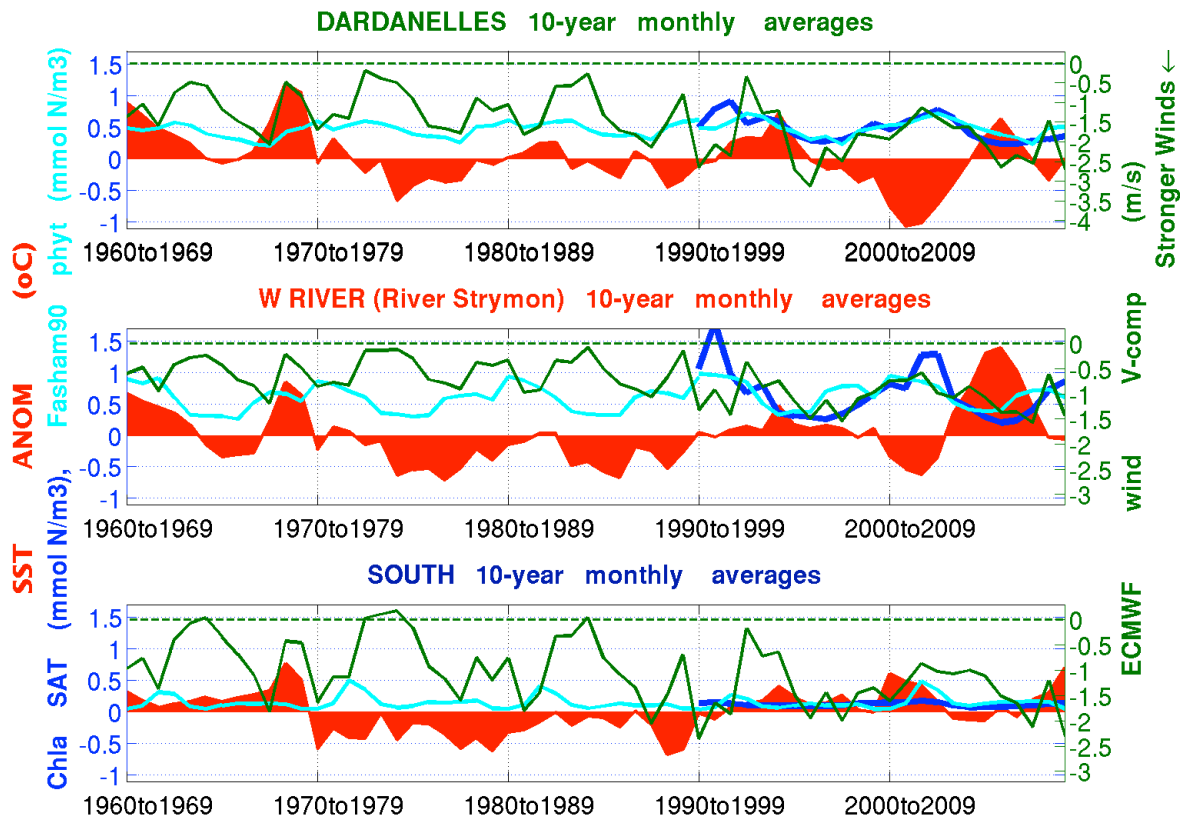 DARDANELLES 10-year monthly averages
1.5
1
0.5
0
-0.5
-1
0
-0.5
-1
-1.5
-2
-2.5
-3
-3.5
-4
1960to1969
1970to1979
1980to1989
1990to1999
2000to2009
W RIVER (River Strymon) 10-year monthly averages
1.5
1
0.5
0
-0.5
-1
0
-0.5
-1
-1.5
-2
-2.5
-3
1960to1969
1970to1979
1980to1989
1990to1999
2000to2009
SOUTH 10-year monthly averages
1.5
1
0.5
0
-0.5
-1
0
-0.5
-1
-1.5
-2
-2.5
-3
1960to1969
1970to1979
1980to1989
1990to1999
2000to2009
SST ANOM (oC)
Chla SAT (mmol N/m3), Fasham90 phyt (mmol N/m3)
ECMWF wind V-comp (m/s)
Stronger Winds ←